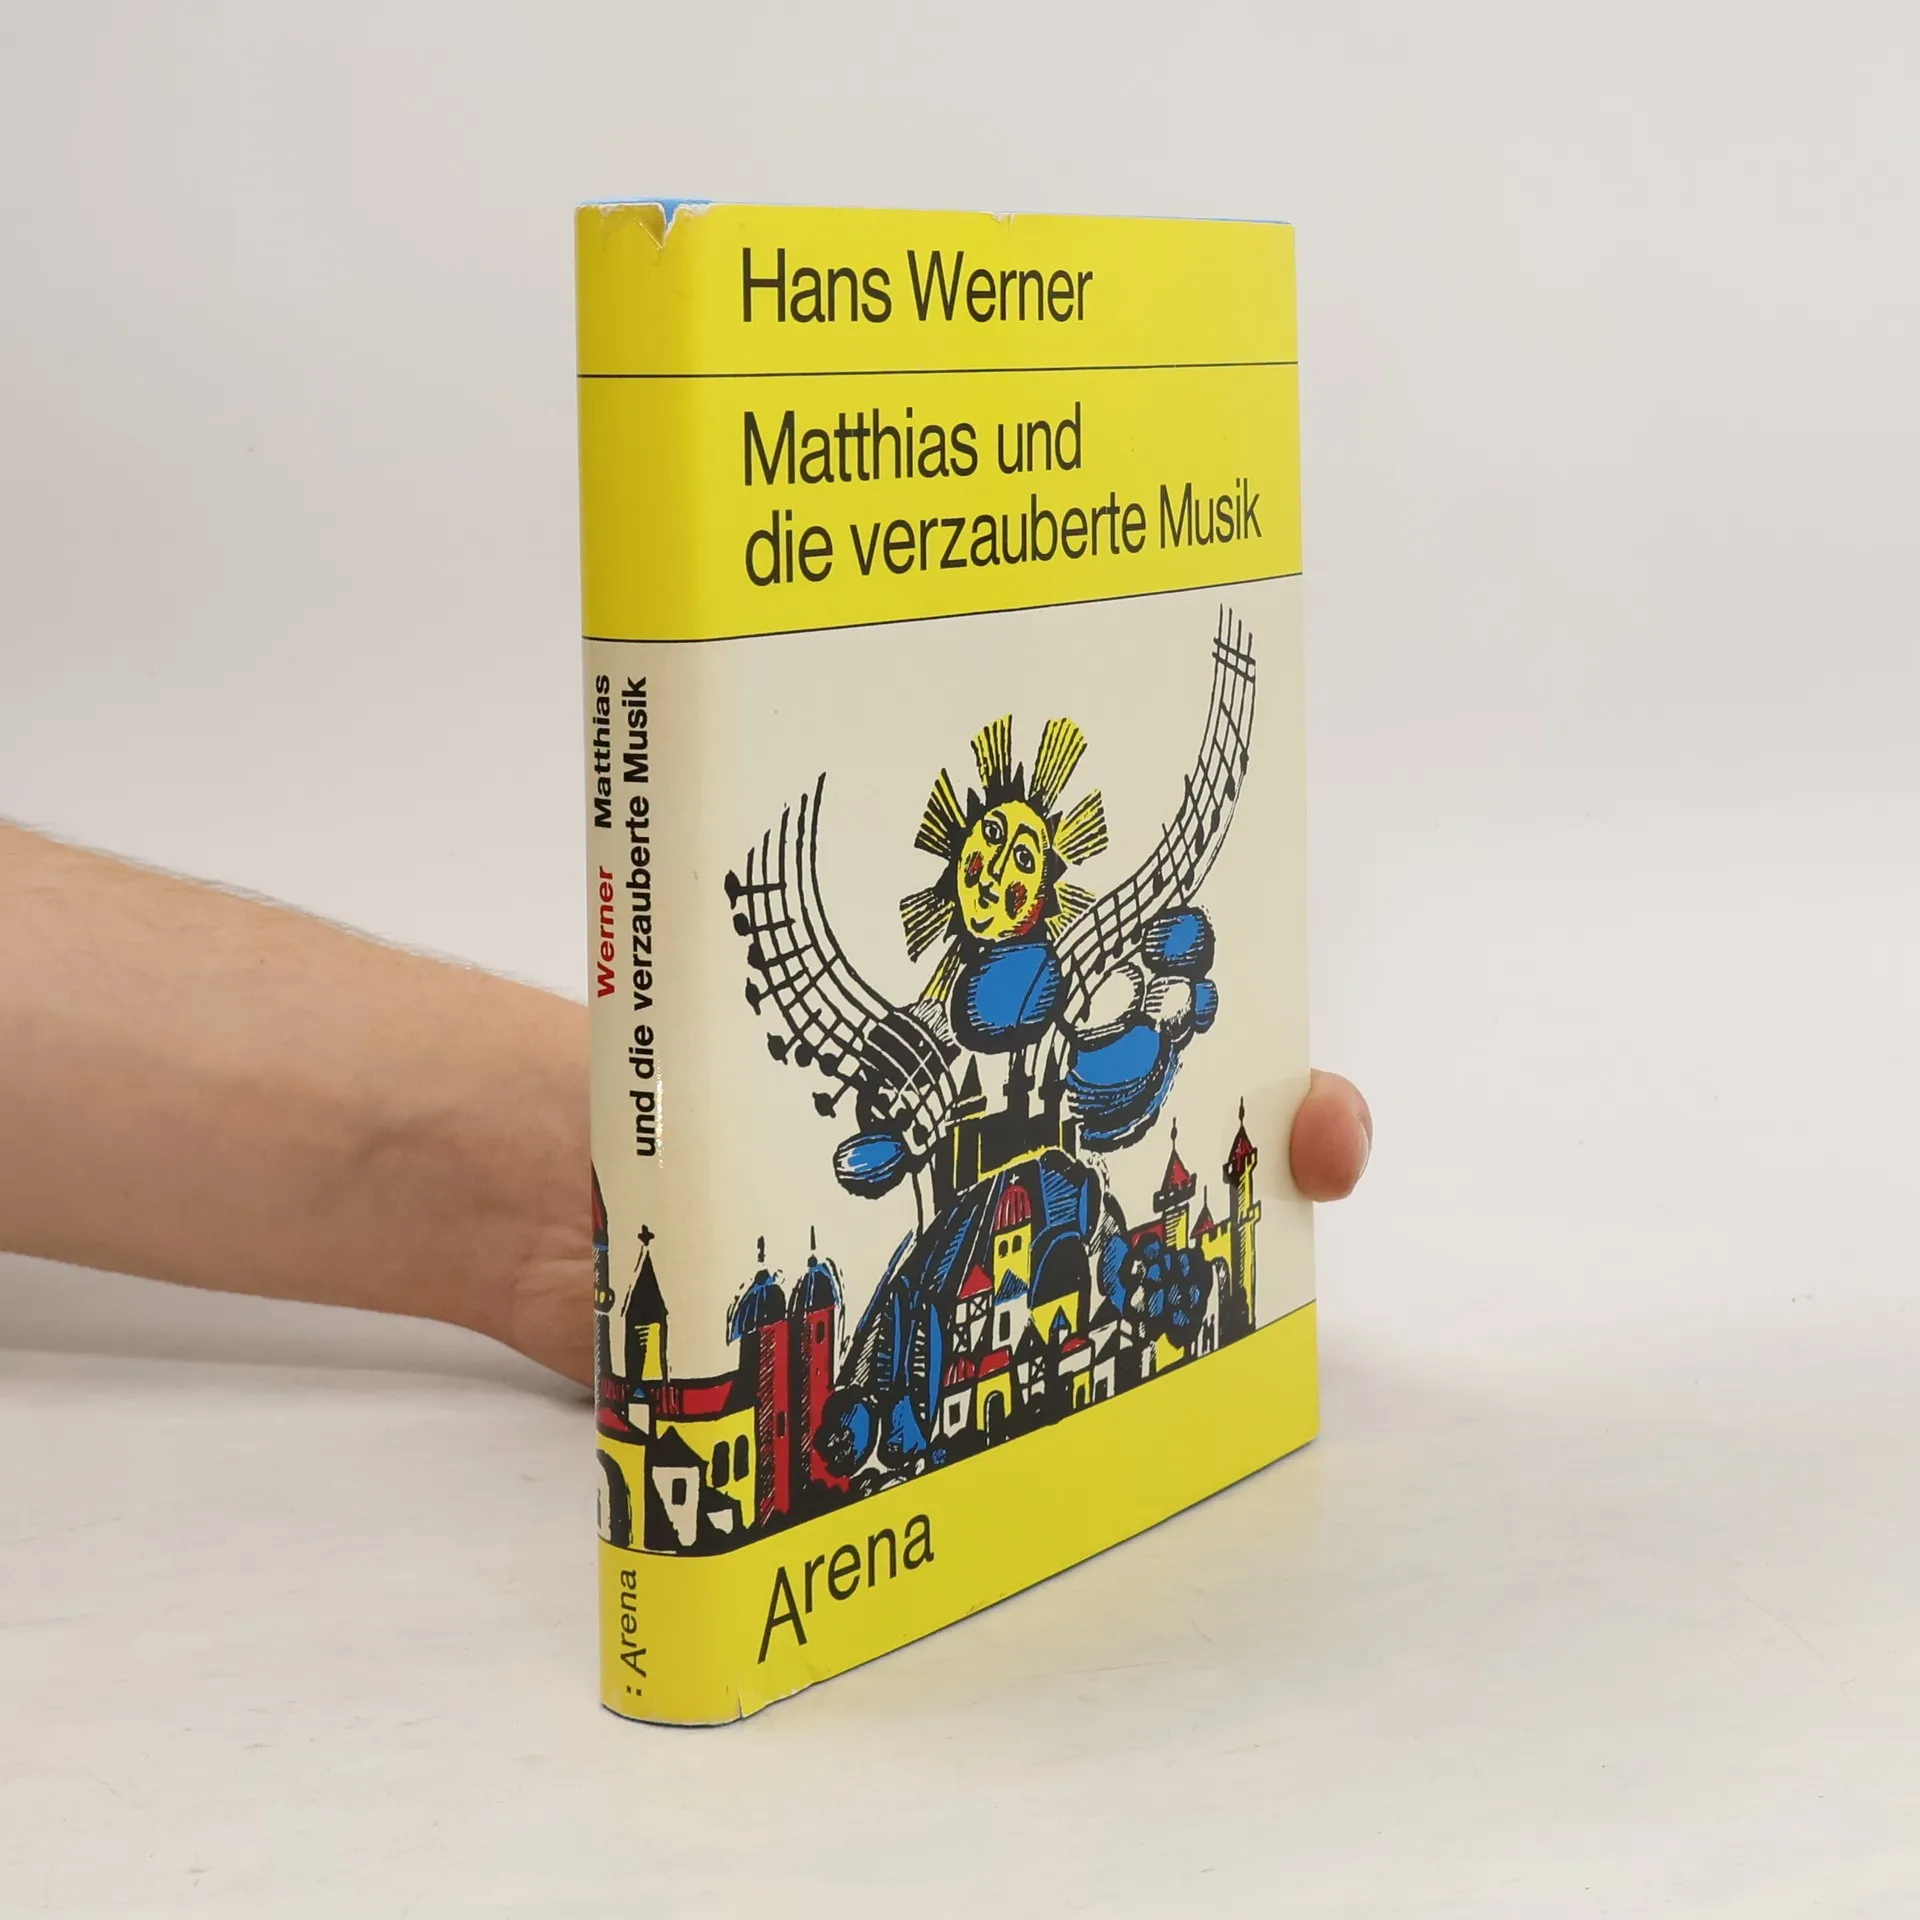 Hans Werner
Matthias und
die verzauberte Musik
Arena
Werner Matthias
und die verzauberte Musik
: Arena